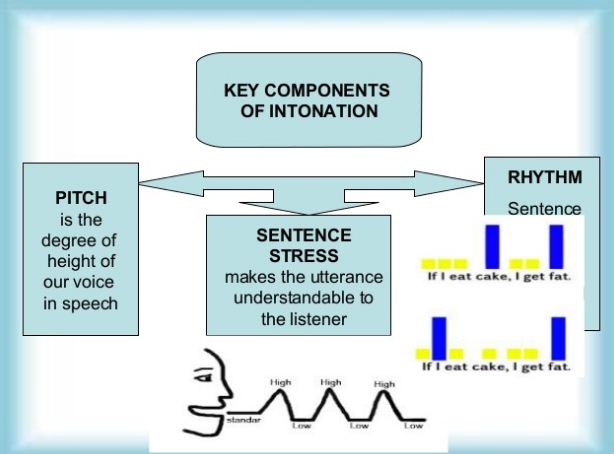 KEY COMPONENTS
OF INTONATION
PITCH
is the
degree of
height of
our voice
in speech
SENTENCE
STRESS
makes the utterance
understandable to
the listener
RHYTHM
Sentence
If I eat cake, I get fat.
If I eat cake, I get fat.
standar
High
High
High
Low
Low
Low